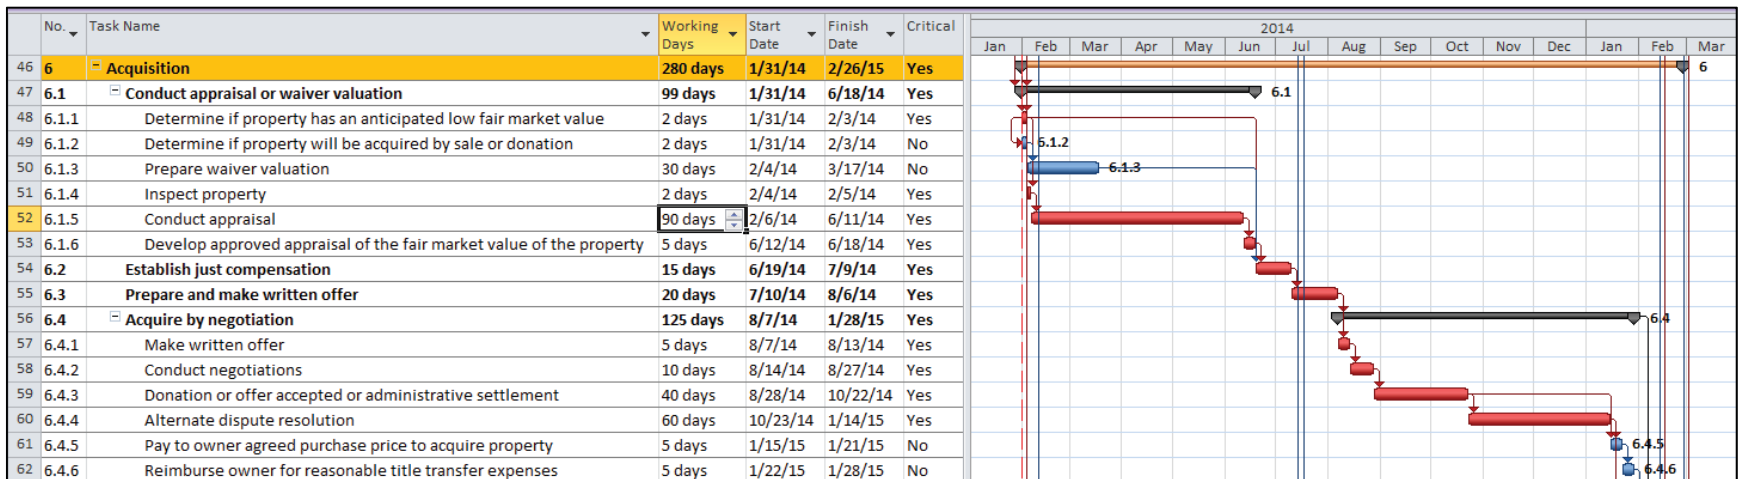 No. Task Name Working Days Start Date Finish Date Critical
2014
Jan Feb Mar Apr May Jun Jul Aug Sep Oct Nov Dec Jan Feb Mar
46 6 Acquisition 280 days 1/31/14 2/26/15 Yes 6
47 6.1 Conduct appraisal or waiver valuation 99 days 1/31/14 6/18/14 Yes 6.1
48 6.1.1 Determine if property has an anticipated low fair market value 2 days 1/31/14 2/3/14 Yes
49 6.1.2 Determine if property will be acquired by sale or donation 2 days 1/31/14 2/3/14 No 6.1.2
50 6.1.3 Prepare waiver valuation 30 days 2/4/14 3/17/14 No 6.1.3
51 6.1.4 Inspect property 2 days 2/4/14 2/5/14 Yes
52 6.1.5 Conduct appraisal 90 days 2/6/14 6/11/14 Yes
53 6.1.6 Develop approved appraisal of the fair market value of the property 5 days 6/12/14 6/18/14 Yes
54 6.2 Establish just compensation 15 days 6/19/14 7/9/14 Yes
55 6.3 Prepare and make written offer 20 days 7/10/14 8/6/14 Yes
56 6.4 Acquire by negotiation 125 days 8/7/14 1/28/15 Yes 6.4
57 6.4.1 Make written offer 5 days 8/7/14 8/13/14 Yes
58 6.4.2 Conduct negotiations 10 days 8/14/14 8/27/14 Yes
59 6.4.3 Donation or offer accepted or administrative settlement 40 days 8/28/14 10/22/14 Yes
60 6.4.4 Alternate dispute resolution 60 days 10/23/14 1/14/15 Yes
61 6.4.5 Pay to owner agreed purchase price to acquire property 5 days 1/15/15 1/21/15 No 6.4.5
62 6.4.6 Reimburse owner for reasonable title transfer expenses 5 days 1/22/15 1/28/15 No 6.4.6